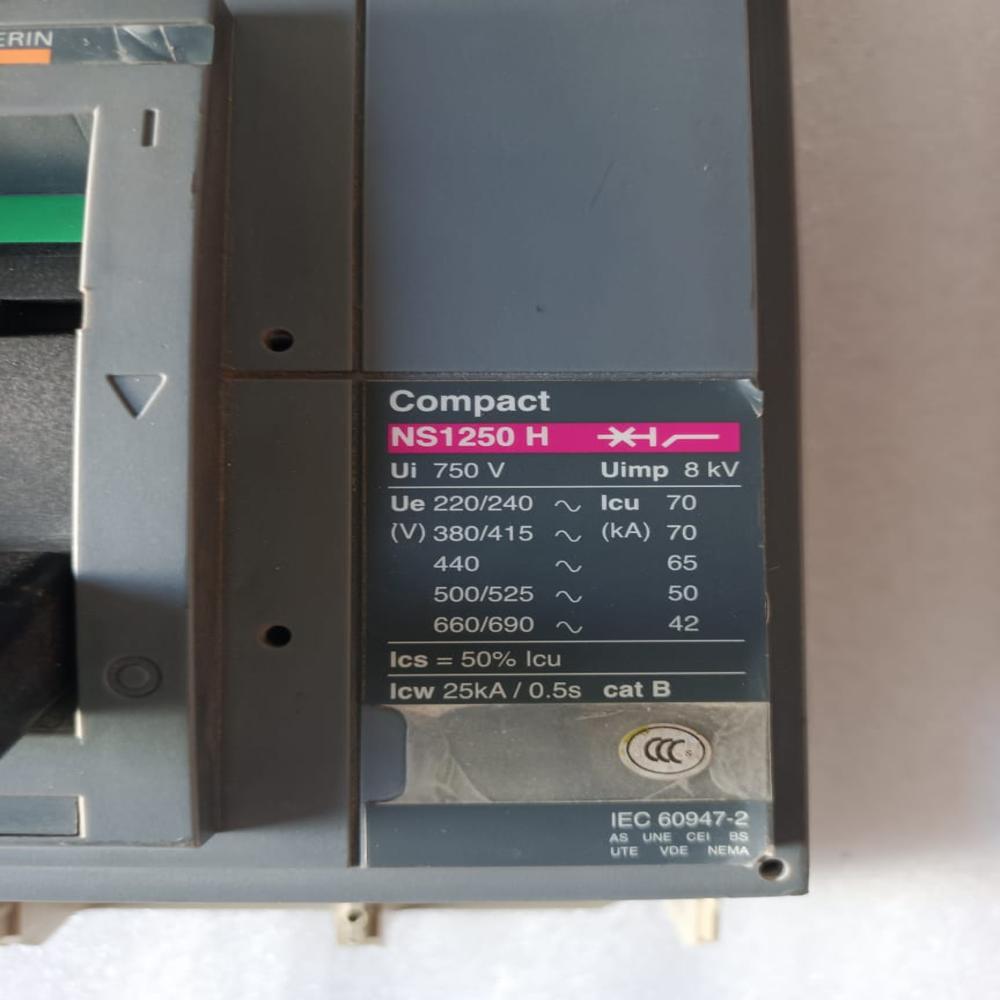 ERIN
Compact
NS1250 H
Ui 750 V Uimp 8 kV
Ue 220/240 ~ Icu 70
(V) 380/415 ~ (kA) 70
440 ~ 65
500/525 ~ 50
660/690 ~ 42
Ics = 50% Icu
Icw 25kA / 0.5s cat B
CCC S
IEC 60947-2
AS UNE CEI BS
UTE VDE NEMA